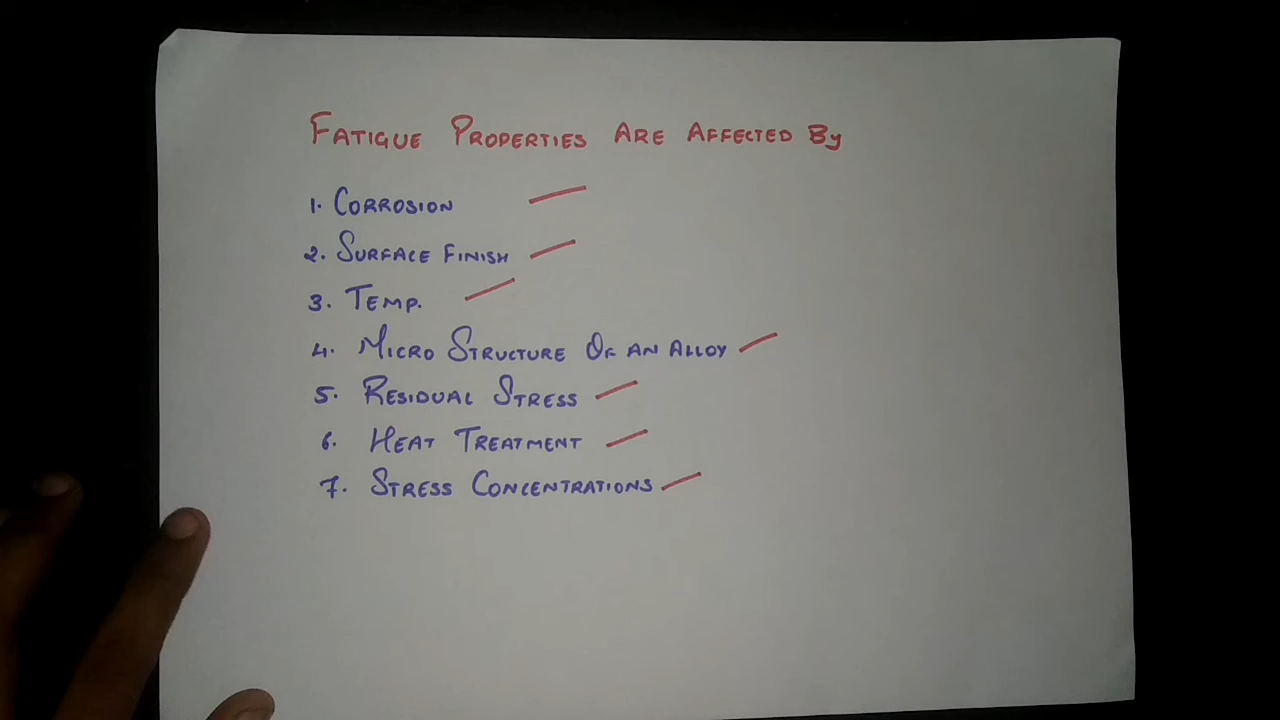 FATIGUE PROPERTIES ARE AFFECTED BY
1. CORROSION
2. SURFACE FINISH
3. TEMP.
4. MICRO STRUCTURE OF AN ALLOY
5. RESIDUAL STRESS
6. HEAT TREATMENT
7. STRESS CONCENTRATIONS